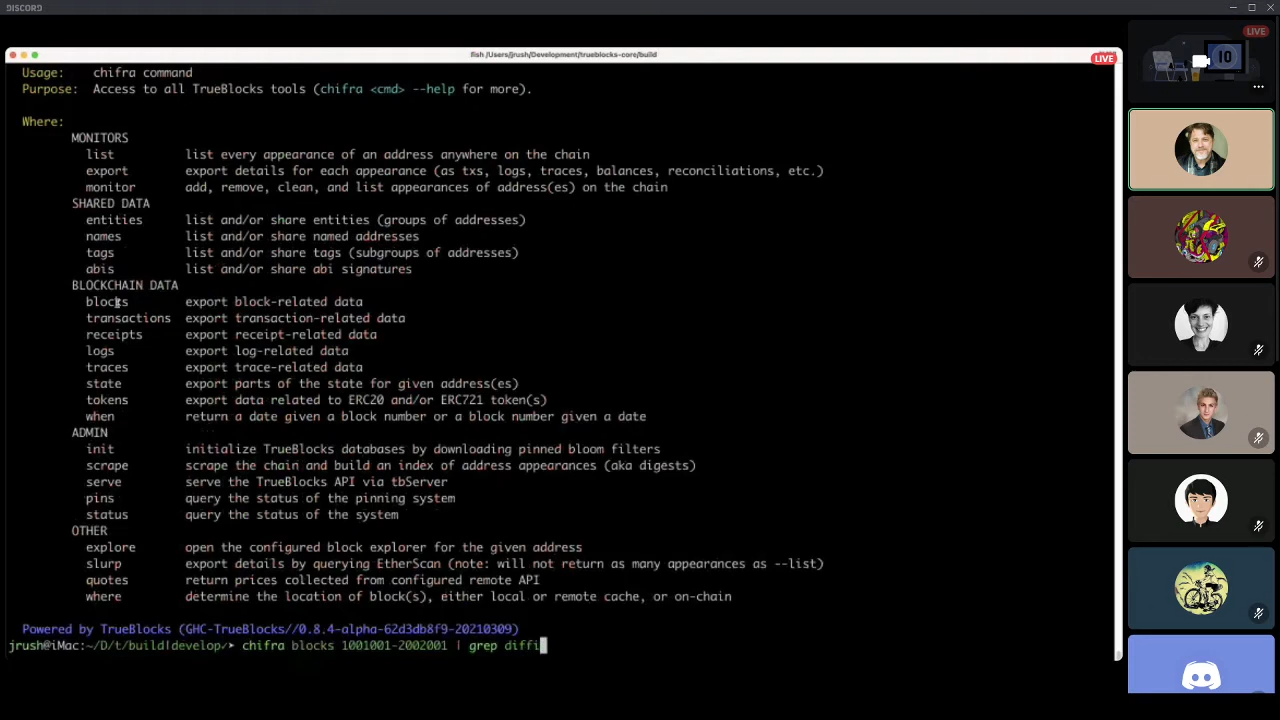 DISCORD
LIVE
fish /Users/jrush/Development/trueblocks-core/build
LIVE
IO
Usage: chifra command
Purpose: Access to all TrueBlocks tools (chifra <cmd> --help for more).
Where:
MONITORS
list list every appearance of an address anywhere on the chain
export export details for each appearance (as txs, logs, traces, balances, reconciliations, etc.)
monitor add, remove, clean, and list appearances of address(es) on the chain
SHARED DATA
entities list and/or share entities (groups of addresses)
names list and/or share named addresses
tags list and/or share tags (subgroups of addresses)
abis list and/or share abi signatures
BLOCKCHAIN DATA
blocks export block-related data
transactions export transaction-related data
receipts export receipt-related data
logs export log-related data
traces export trace-related data
state export parts of the state for given address(es)
tokens export data related to ERC20 and/or ERC721 token(s)
when return a date given a block number or a block number given a date
ADMIN
init initialize TrueBlocks databases by downloading pinned bloom filters
scrape scrape the chain and build an index of address appearances (aka digests)
serve serve the TrueBlocks API via tbServer
pins query the status of the pinning system
status query the status of the system
OTHER
explore open the configured block explorer for the given address
slurp export details by querying EtherScan (note: will not return as many appearances as --list)
quotes return prices collected from configured remote API
where determine the location of block(s), either local or remote cache, or on-chain
Powered by TrueBlocks (GHC-TrueBlocks//0.8.4-alpha-62d3db8f9-20210309)
jrush@iMac:~/D/t/build|develop✓➤ chifra blocks 1001001-2002001 | grep diffi